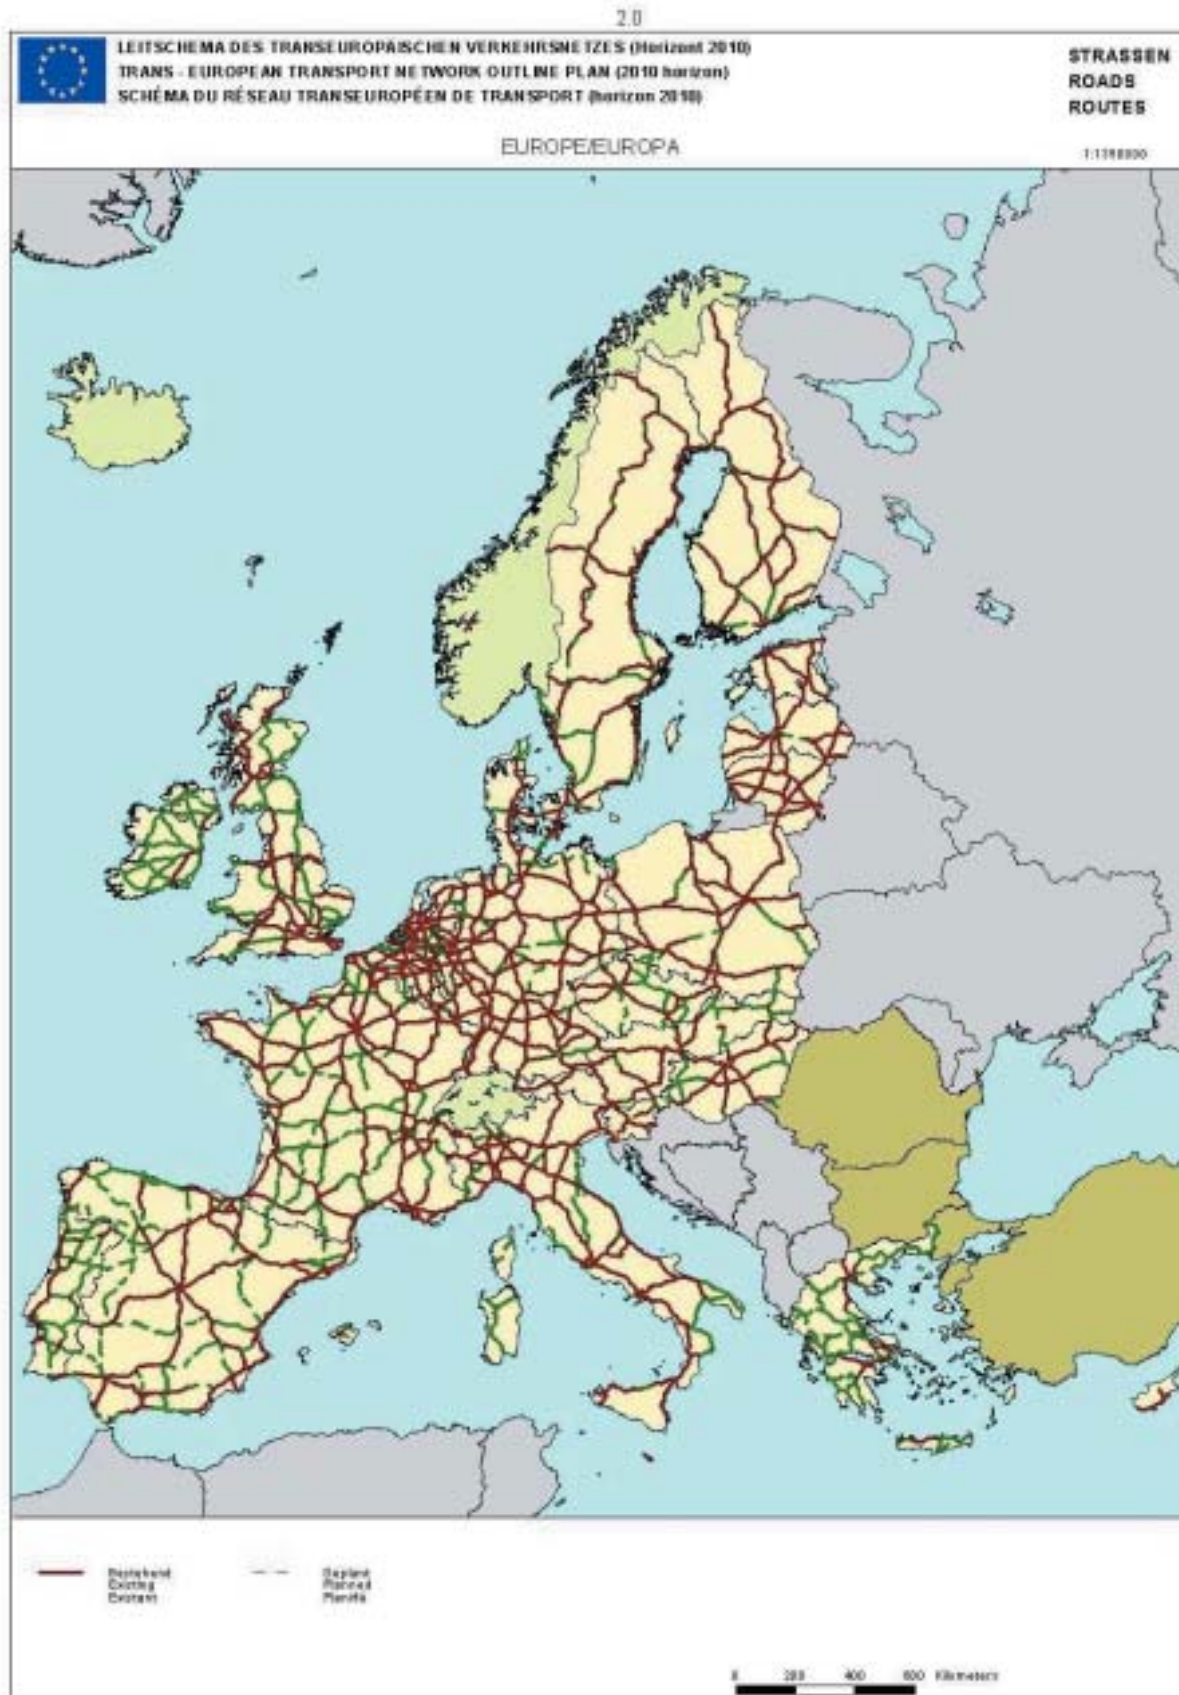 2.0
LEITSCHEMA DES TRANSEUROPÄISCHEN VERKEHRSNETZES (Horizont 2010)
TRANS - EUROPEAN TRANSPORT NETWORK OUTLINE PLAN (2010 horizon)
SCHÉMA DU RÉSEAU TRANSEUROPÉEN DE TRANSPORT (horizon 2010)
STRASSEN
ROADS
ROUTES
EUROPE/EUROPA
Bestehend
Existing
Existant
Geplant
Planned
Planifié
0 200 400 600 Kilometers